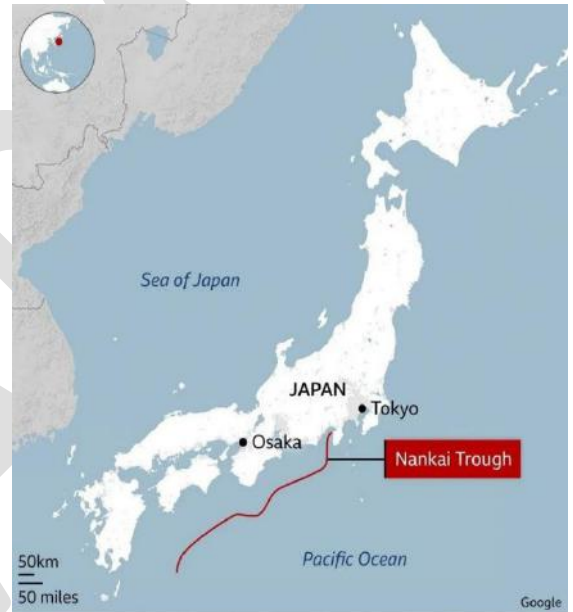 Sea of Japan
JAPAN
Tokyo
Osaka
Nankai Trough
Pacific Ocean
50km
50 miles
Google